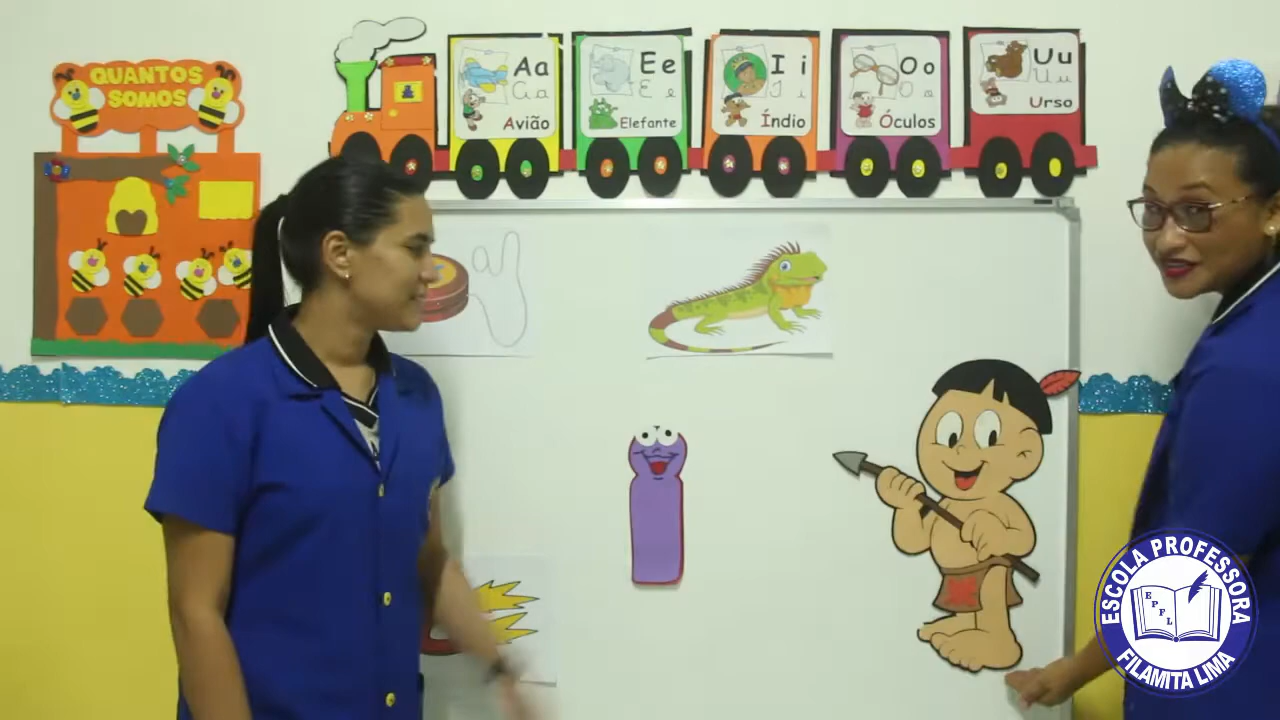 QUANTOS
SOMOS
Aa
Avião
Ee
Elefante
I i
Índio
Oo
Óculos
Uu
Urso
ESCOLA PROFESSORA
EPFL
FILAMITA LIMA